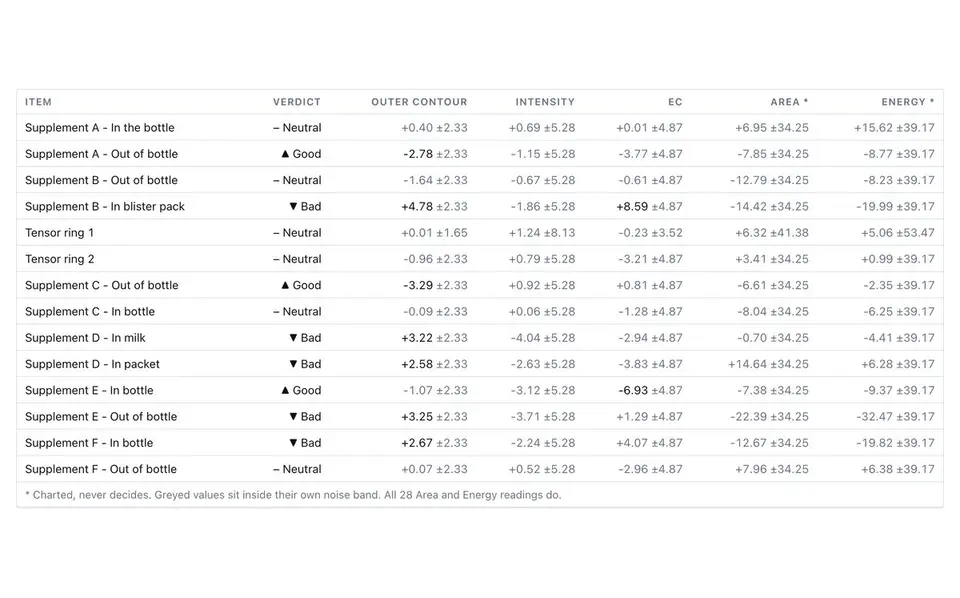 ITEM VERDICT OUTER CONTOUR INTENSITY EC AREA * ENERGY *
Supplement A - In the bottle – Neutral +0.40 ±2.33 +0.69 ±5.28 +0.01 ±4.87 +6.95 ±34.25 +15.62 ±39.17
Supplement A - Out of bottle ▲ Good -2.78 ±2.33 -1.15 ±5.28 -3.77 ±4.87 -7.85 ±34.25 -8.77 ±39.17
Supplement B - Out of bottle – Neutral -1.64 ±2.33 -0.67 ±5.28 -0.61 ±4.87 -12.79 ±34.25 -8.23 ±39.17
Supplement B - In blister pack ▼ Bad +4.78 ±2.33 -1.86 ±5.28 +8.59 ±4.87 -14.42 ±34.25 -19.99 ±39.17
Tensor ring 1 – Neutral +0.01 ±1.65 +1.24 ±8.13 -0.23 ±3.52 +6.32 ±41.38 +5.06 ±53.47
Tensor ring 2 – Neutral -0.96 ±2.33 +0.79 ±5.28 -3.21 ±4.87 +3.41 ±34.25 +0.99 ±39.17
Supplement C - Out of bottle ▲ Good -3.29 ±2.33 +0.92 ±5.28 +0.81 ±4.87 -6.61 ±34.25 -2.35 ±39.17
Supplement C - In bottle – Neutral -0.09 ±2.33 +0.06 ±5.28 -1.28 ±4.87 -8.04 ±34.25 -6.25 ±39.17
Supplement D - In milk ▼ Bad +3.22 ±2.33 -4.04 ±5.28 -2.94 ±4.87 -0.70 ±34.25 -4.41 ±39.17
Supplement D - In packet ▼ Bad +2.58 ±2.33 -2.63 ±5.28 -3.83 ±4.87 +14.64 ±34.25 +6.28 ±39.17
Supplement E - In bottle ▲ Good -1.07 ±2.33 -3.12 ±5.28 -6.93 ±4.87 -7.38 ±34.25 -9.37 ±39.17
Supplement E - Out of bottle ▼ Bad +3.25 ±2.33 -3.71 ±5.28 +1.29 ±4.87 -22.39 ±34.25 -32.47 ±39.17
Supplement F - In bottle ▼ Bad +2.67 ±2.33 -2.24 ±5.28 +4.07 ±4.87 -12.67 ±34.25 -19.82 ±39.17
Supplement F - Out of bottle – Neutral +0.07 ±2.33 +0.52 ±5.28 -2.96 ±4.87 +7.96 ±34.25 +6.38 ±39.17
* Charted, never decides. Greyed values sit inside their own noise band. All 28 Area and Energy readings do.